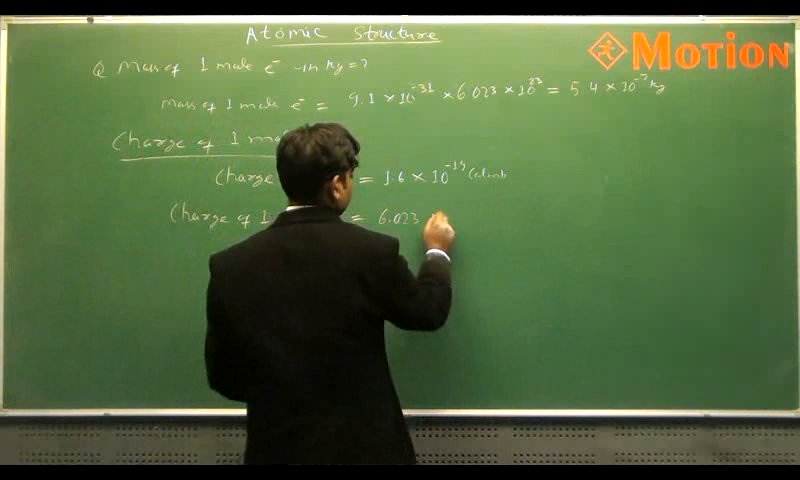 Atomic Structure
MOTION
Q Mass of 1 mole e⁻ in kg = ?
Mass of 1 mole e⁻ = 9.1 × 10⁻³¹ × 6.023 × 10²³ = 5.4 × 10⁻⁷ kg
Charge of 1
Charge = 1.6 × 10⁻¹⁹
Charge of 1 = 6.023